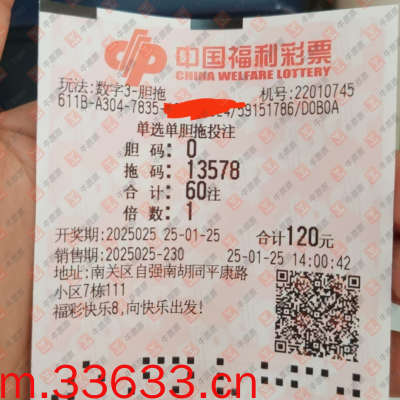 中国福利彩票
CHINA WELFARE LOTTERY
玩法:数字3-胆拖 机号:22010745
611B-A304-7835- /59151786/D0B0A
单选单胆拖投注
胆 码: 0
拖 码: 13578
合 计: 60注
倍 数: 1
开奖期:2025025 25-01-25 合计120元
销售期:2025025-230 25-01-25 14:00:42
地址:南关区自强南胡同平康路
小区7栋111
福彩快乐8,向快乐出发!
m.33633.cn